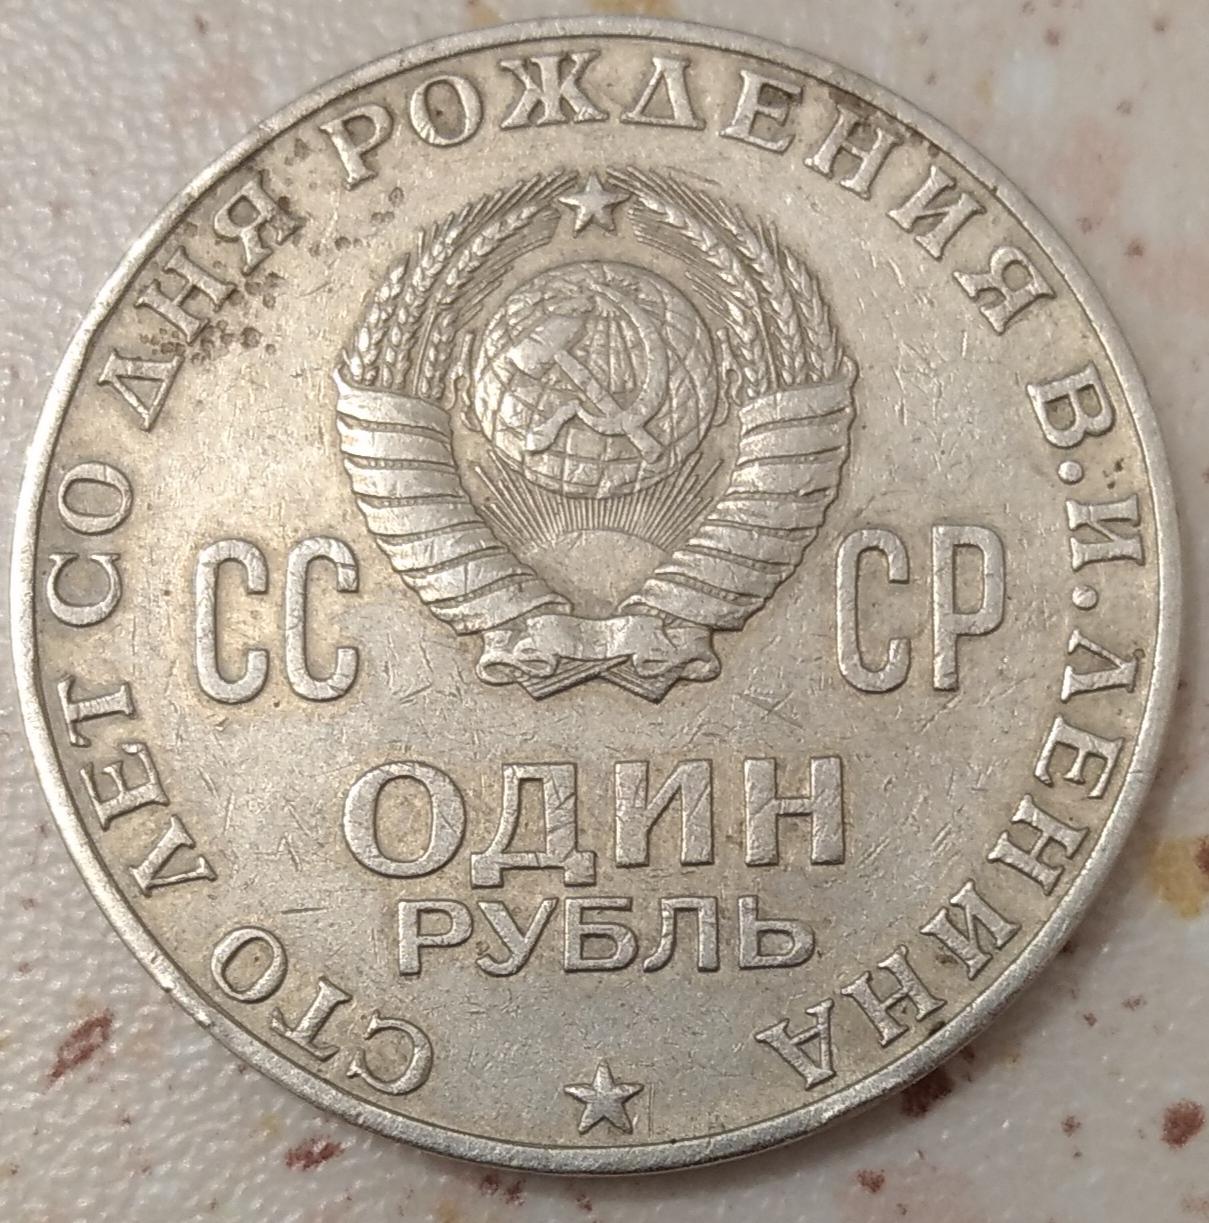 СТО ЛЕТ СО ДНЯ РОЖДЕНИЯ В.И.ЛЕНИНА
СС СР
ОДИН
РУБЛЬ